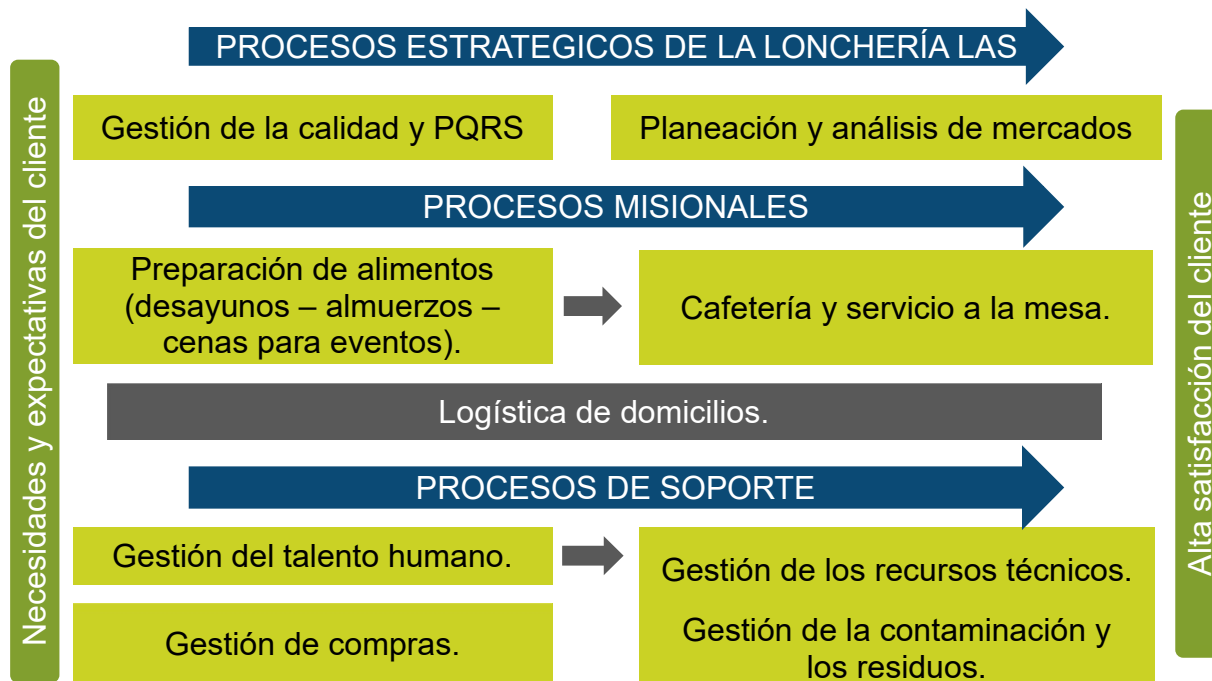 PROCESOS ESTRATEGICOS DE LA LONCHERÍA LAS
Necesidades y expectativas del cliente
Gestión de la calidad y PQRS
Planeación y análisis de mercados
PROCESOS MISIONALES
Preparación de alimentos
(desayunos – almuerzos –
cenas para eventos).
Cafetería y servicio a la mesa.
Logística de domicilios.
PROCESOS DE SOPORTE
Gestión del talento humano.
Gestión de los recursos técnicos.
Gestión de compras.
Gestión de la contaminación y
los residuos.
Alta satisfacción del cliente